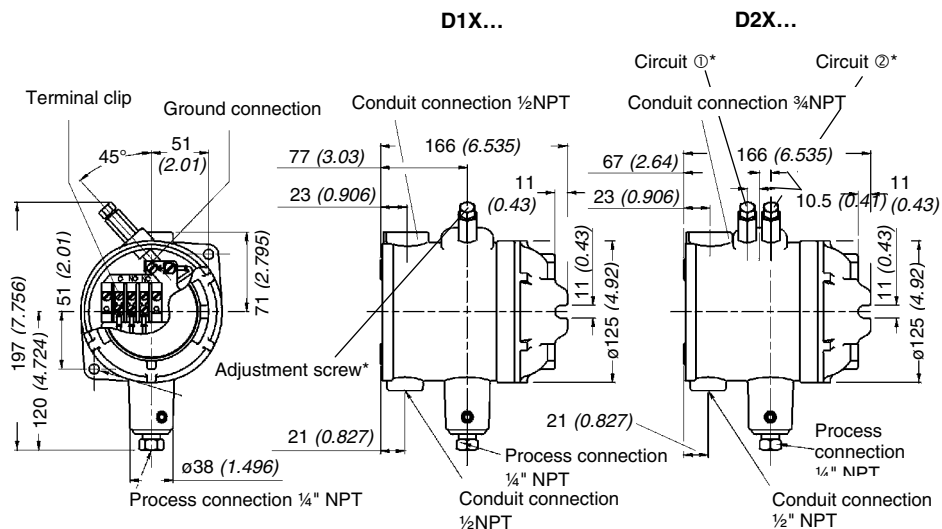 D1X...
D2X...
Circuit ①*
Circuit ②*
Terminal clip
Ground connection
Conduit connection ½NPT
Conduit connection ¾NPT
45°
51
(2.01)
77 (3.03)
166 (6.535)
67 (2.64)
166 (6.535)
23 (0.906)
11
(0.43)
23 (0.906)
10.5 (0.41)
11
(0.43)
197 (7.756)
120 (4.724)
51 (2.01)
C NO NC
71 (2.795)
11 (0.43)
ø125 (4.92)
11 (0.43)
ø125 (4.92)
Adjustment screw*
21 (0.827)
21 (0.827)
ø38 (1.496)
Process connection ¼" NPT
Process connection
¼" NPT
Conduit connection
½NPT
Process
connection
¼" NPT
Conduit connection
½" NPT